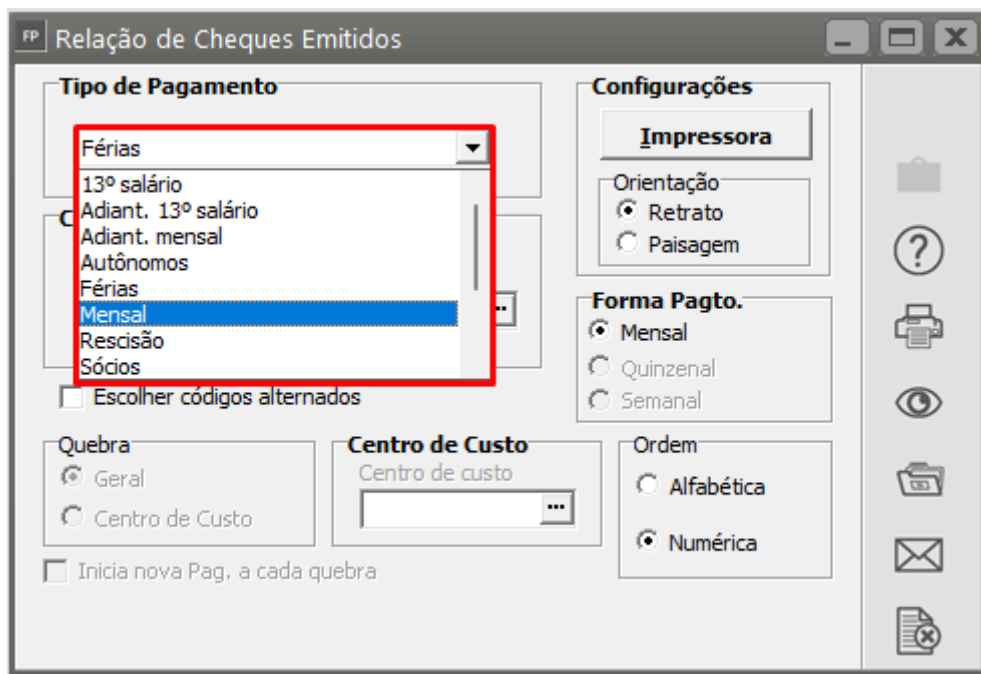 FP Relação de Cheques Emitidos
Tipo de Pagamento
Férias
13º salário
Adiant. 13º salário
Adiant. mensal
Autônomos
Férias
Mensal
Rescisão
Sócios
Escolher códigos alternados
Configurações
Impressora
Orientação
Retrato
Paisagem
Forma Pagto.
Mensal
Quinzenal
Semanal
Quebra
Geral
Centro de Custo
Centro de Custo
Centro de custo
...
Ordem
Alfabética
Numérica
Inicia nova Pag. a cada quebra